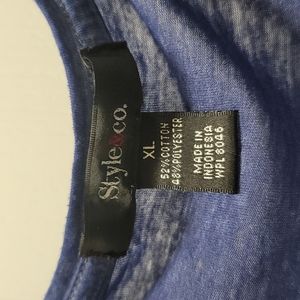 Style&co.
XL
52% COTTON
48% POLYESTER
MADE IN
INDONESIA
WPL 8046